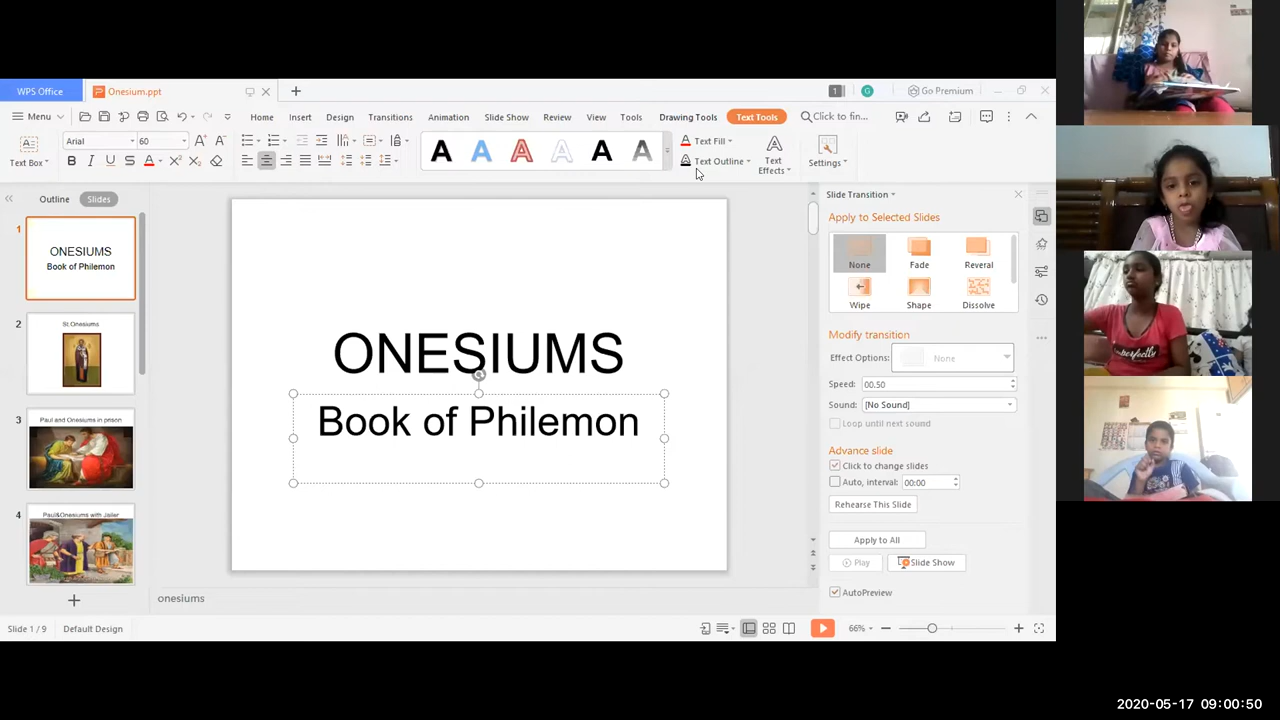 WPS Office
Onesium.ppt
1
G
Go Premium
Menu
Home
Insert
Design
Transitions
Animation
Slide Show
Review
View
Tools
Drawing Tools
Text Tools
Click to fin...
Text Box
Arial
60
Text Fill
Text Outline
Text Effects
Settings
Outline
Slides
1
ONESIUMS
Book of Philemon
2
St.Onesiums
3
Paul and Onesiums in prison
4
Paul&Onesiums with Jailer
ONESIUMS
Book of Philemon
onesiums
Slide Transition
Apply to Selected Slides
None
Fade
Reveral
Wipe
Shape
Dissolve
Modify transition
Effect Options:
None
Speed:
00.50
Sound:
[No Sound]
Loop until next sound
Advance slide
Click to change slides
Auto, interval:
00:00
Rehearse This Slide
Apply to All
Play
Slide Show
AutoPreview
Slide 1 / 9
Default Design
66%
2020-05-17 09:00:50